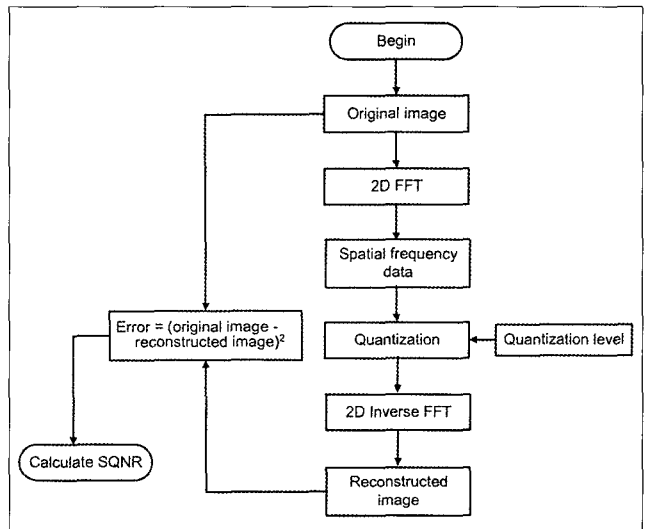 Begin
Original image
2D FFT
Spatial frequency
data
Error = (original image -
reconstructed image)²
Quantization
Quantization level
2D Inverse FFT
Calculate SQNR
Reconstructed
image